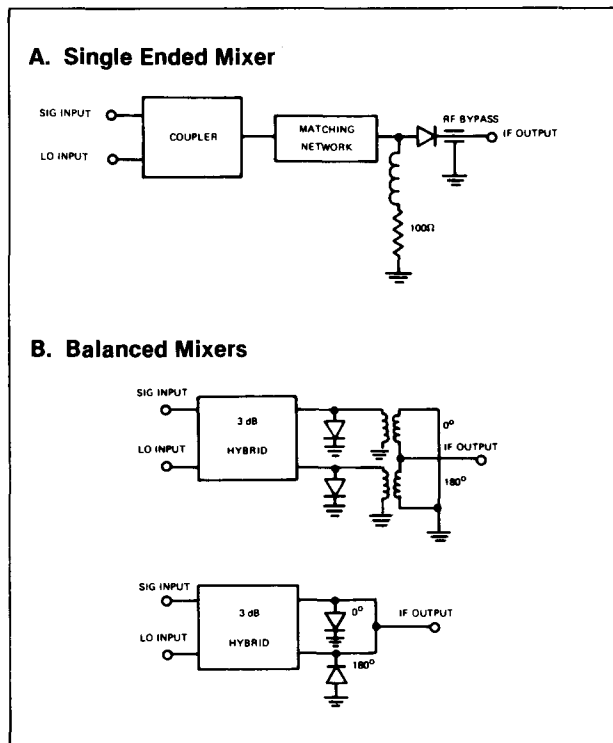 A. Single Ended Mixer
SIG INPUT
LO INPUT
COUPLER
MATCHING
NETWORK
RF BYPASS
IF OUTPUT
100Ω
B. Balanced Mixers
SIG INPUT
LO INPUT
3 dB
HYBRID
0°
IF OUTPUT
180°
SIG INPUT
LO INPUT
3 dB
HYBRID
0°
IF OUTPUT
180°